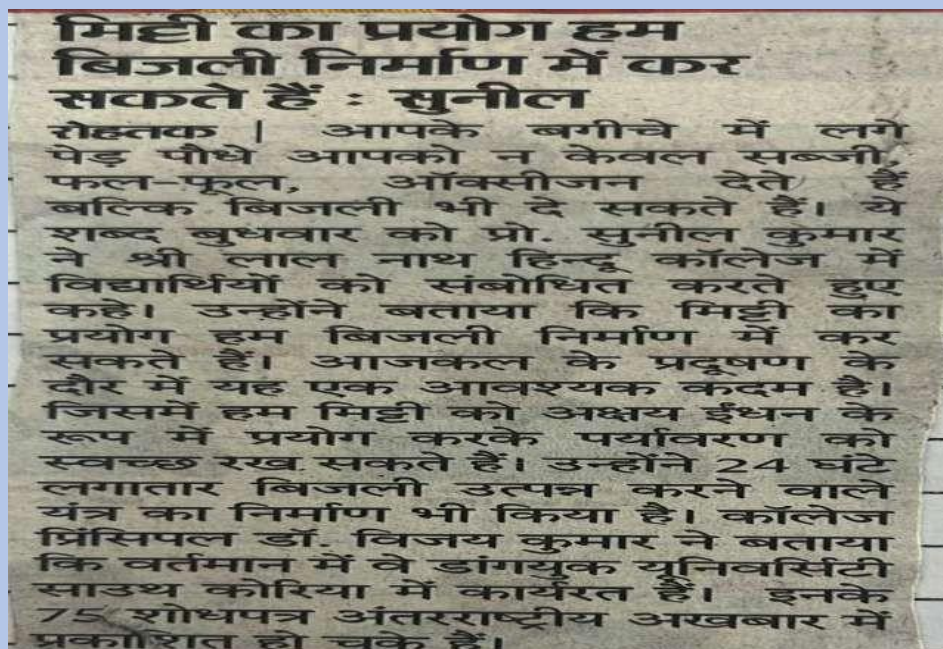 मिट्टी का प्रयोग हम
बिजली निर्माण में कर
सकते हैं : सुनील
रोहतक | आपके बगीचे में लगे
पेड़ पौधे आपको न केवल सब्जी,
फल-फूल, ऑक्सीजन देते हैं
बल्कि बिजली भी दे सकते हैं। ये
शब्द बुधवार को प्रो. सुनील कुमार
ने श्री लाल नाथ हिन्दू कॉलेज में
विद्यार्थियों को संबोधित करते हुए
कहे। उन्होंने बताया कि मिट्टी का
प्रयोग हम बिजली निर्माण में कर
सकते हैं। आजकल के प्रदूषण के
दौर में यह एक आवश्यक कदम है।
जिसमें हम मिट्टी को अक्षय ईंधन के
रूप में प्रयोग करके पर्यावरण को
स्वच्छ रख सकते हैं। उन्होंने 24 घंटे
लगातार बिजली उत्पन्न करने वाले
यंत्र का निर्माण भी किया है। कॉलेज
प्रिंसिपल डॉ. विजय कुमार ने बताया
कि वर्तमान में वे डांगयुक यूनिवर्सिटी
साउथ कोरिया में कार्यरत हैं। इनके
75 शोधपत्र अंतरराष्ट्रीय अखबार में
प्रकाशित हो चुके हैं।